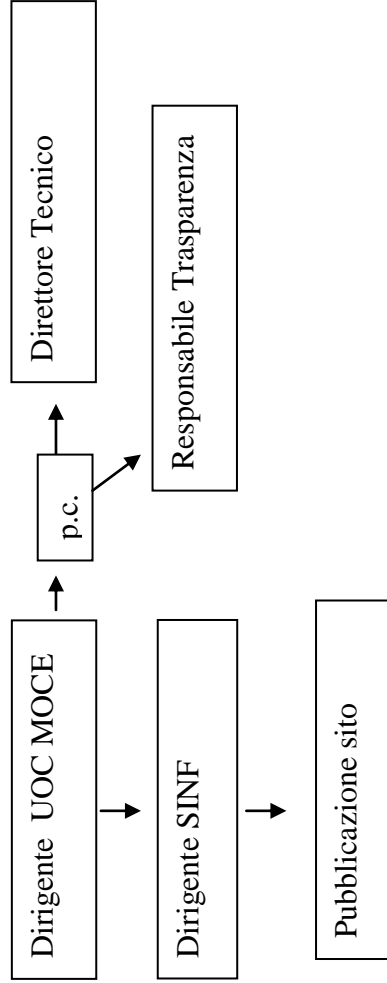 Dirigente UOC MOCE
p.c.
Direttore Tecnico
Dirigente SINF
Responsabile Trasparenza
Pubblicazione sito